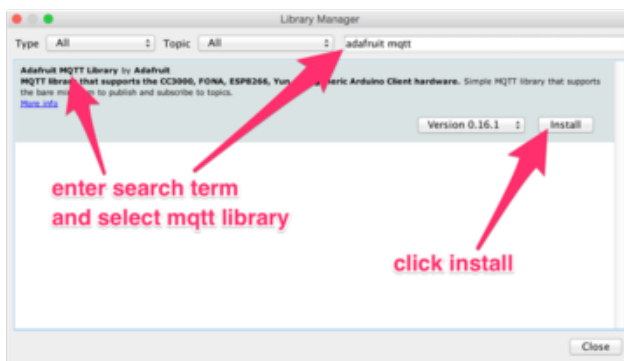 Library Manager
Type All Topic All adafruit mqtt
Adafruit MQTT Library by Adafruit
MQTT library that supports the CC3000, FONA, ESP8266, Yun, Generic Arduino Client hardware. Simple MQTT library that supports
the bare to publish and subscribe to topics.
More info
Version 0.16.1 Install
enter search term
and select mqtt library
click install
Close